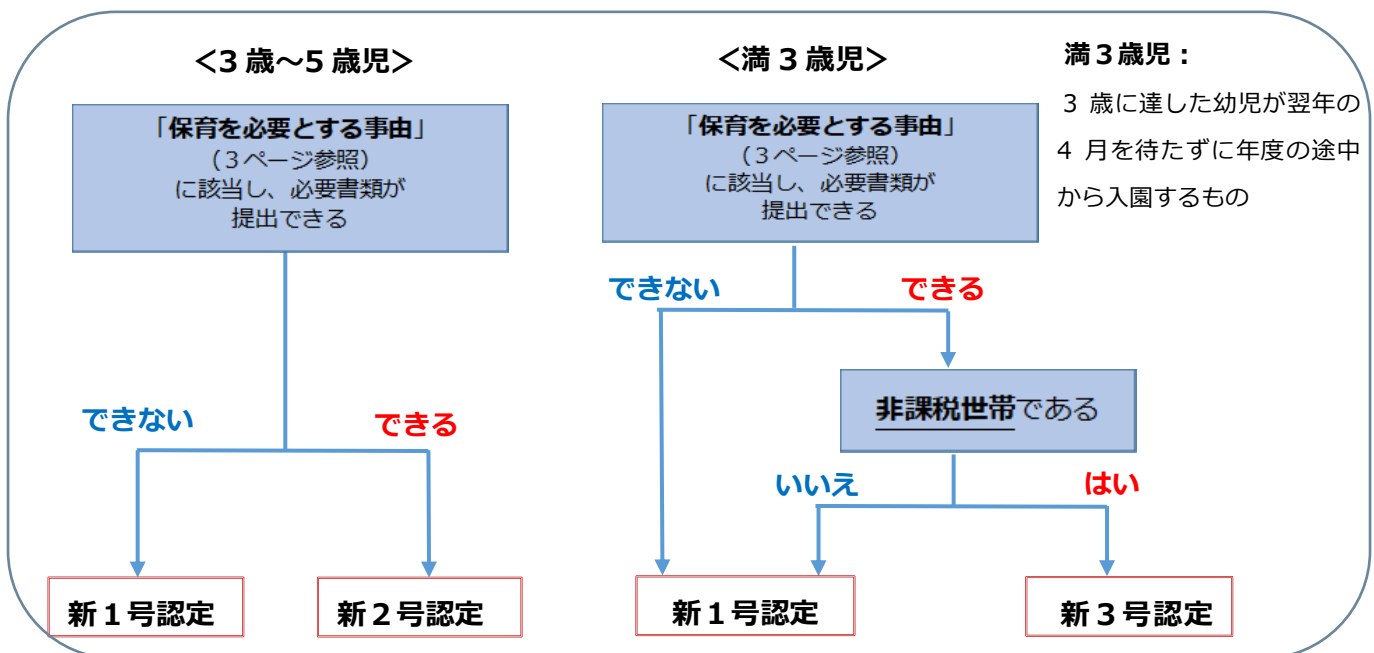 <3歳~5歳児>
「保育を必要とする事由」
(3ページ参照)
に該当し、必要書類が
提出できる
できない
できる
新1号認定
新2号認定
<満3歳児>
「保育を必要とする事由」
(3ページ参照)
に該当し、必要書類が
提出できる
できない
できる
非課税世帯である
いいえ
はい
新1号認定
新3号認定
満3歳児:
3 歳に達した幼児が翌年の
4 月を待たずに年度の途中
から入園するもの